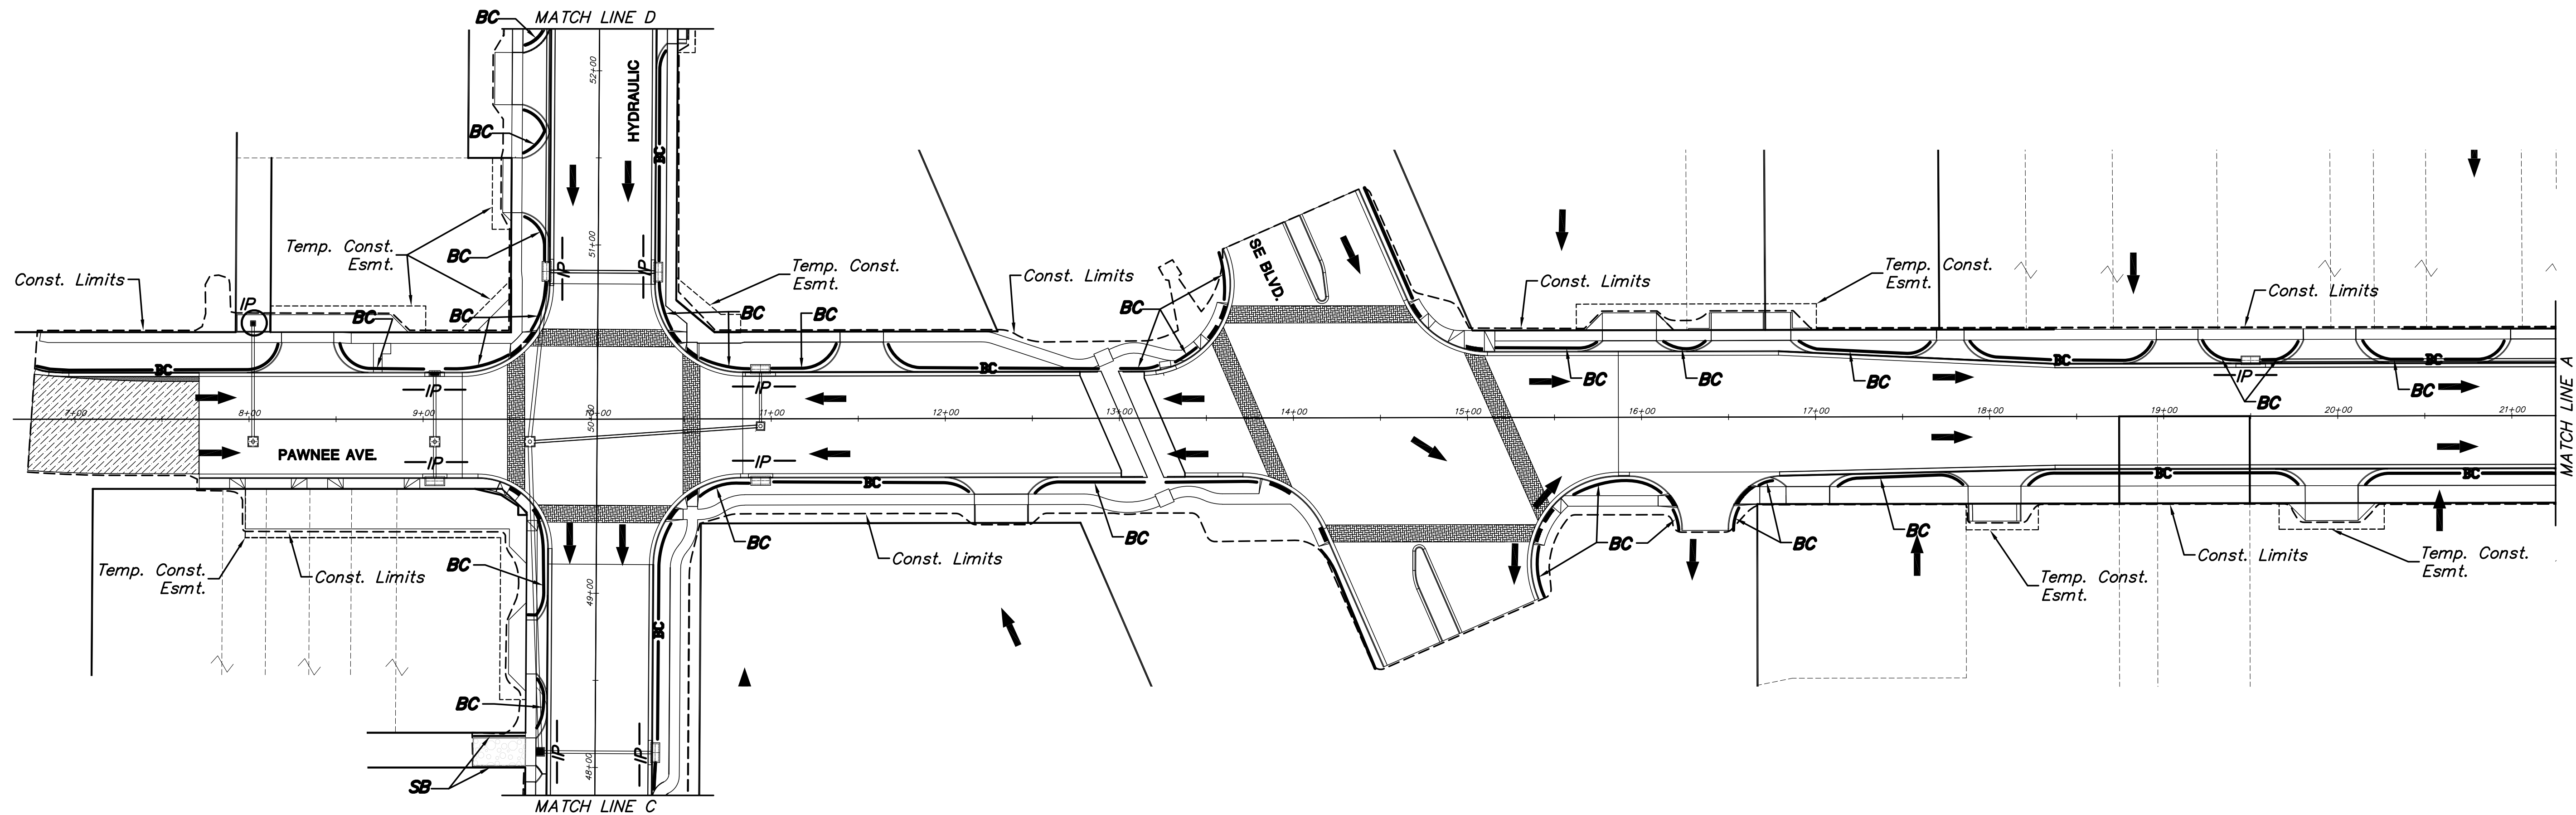 BC
MATCH LINE D
52+00
HYDRAULIC
BC
BC
51+00
Temp. Const.
Esmt.
BC
IP
IP
Const. Limits
IP
BC
BC
Temp. Const.
Esmt.
BC
BC
Const. Limits
BC
SE BLVD.
Const. Limits
Temp. Const.
Esmt.
Const. Limits
BC
IP
IP
BC
BC
BC
BC
BC
IP
BC
BC
BC
7+00
8+00
9+00
10+00
50+00
11+00
12+00
13+00
14+00
15+00
16+00
17+00
18+00
19+00
20+00
21+00
MATCH LINE A
PAWNEE AVE.
IP
IP
BC
BC
BC
BC
BC
BC
BC
BC
BC
Temp. Const.
Esmt.
Const. Limits
BC
49+00
Const. Limits
Temp. Const.
Esmt.
Const. Limits
Temp. Const.
Esmt.
BC
BC
IP
IP
48+00
SB
MATCH LINE C